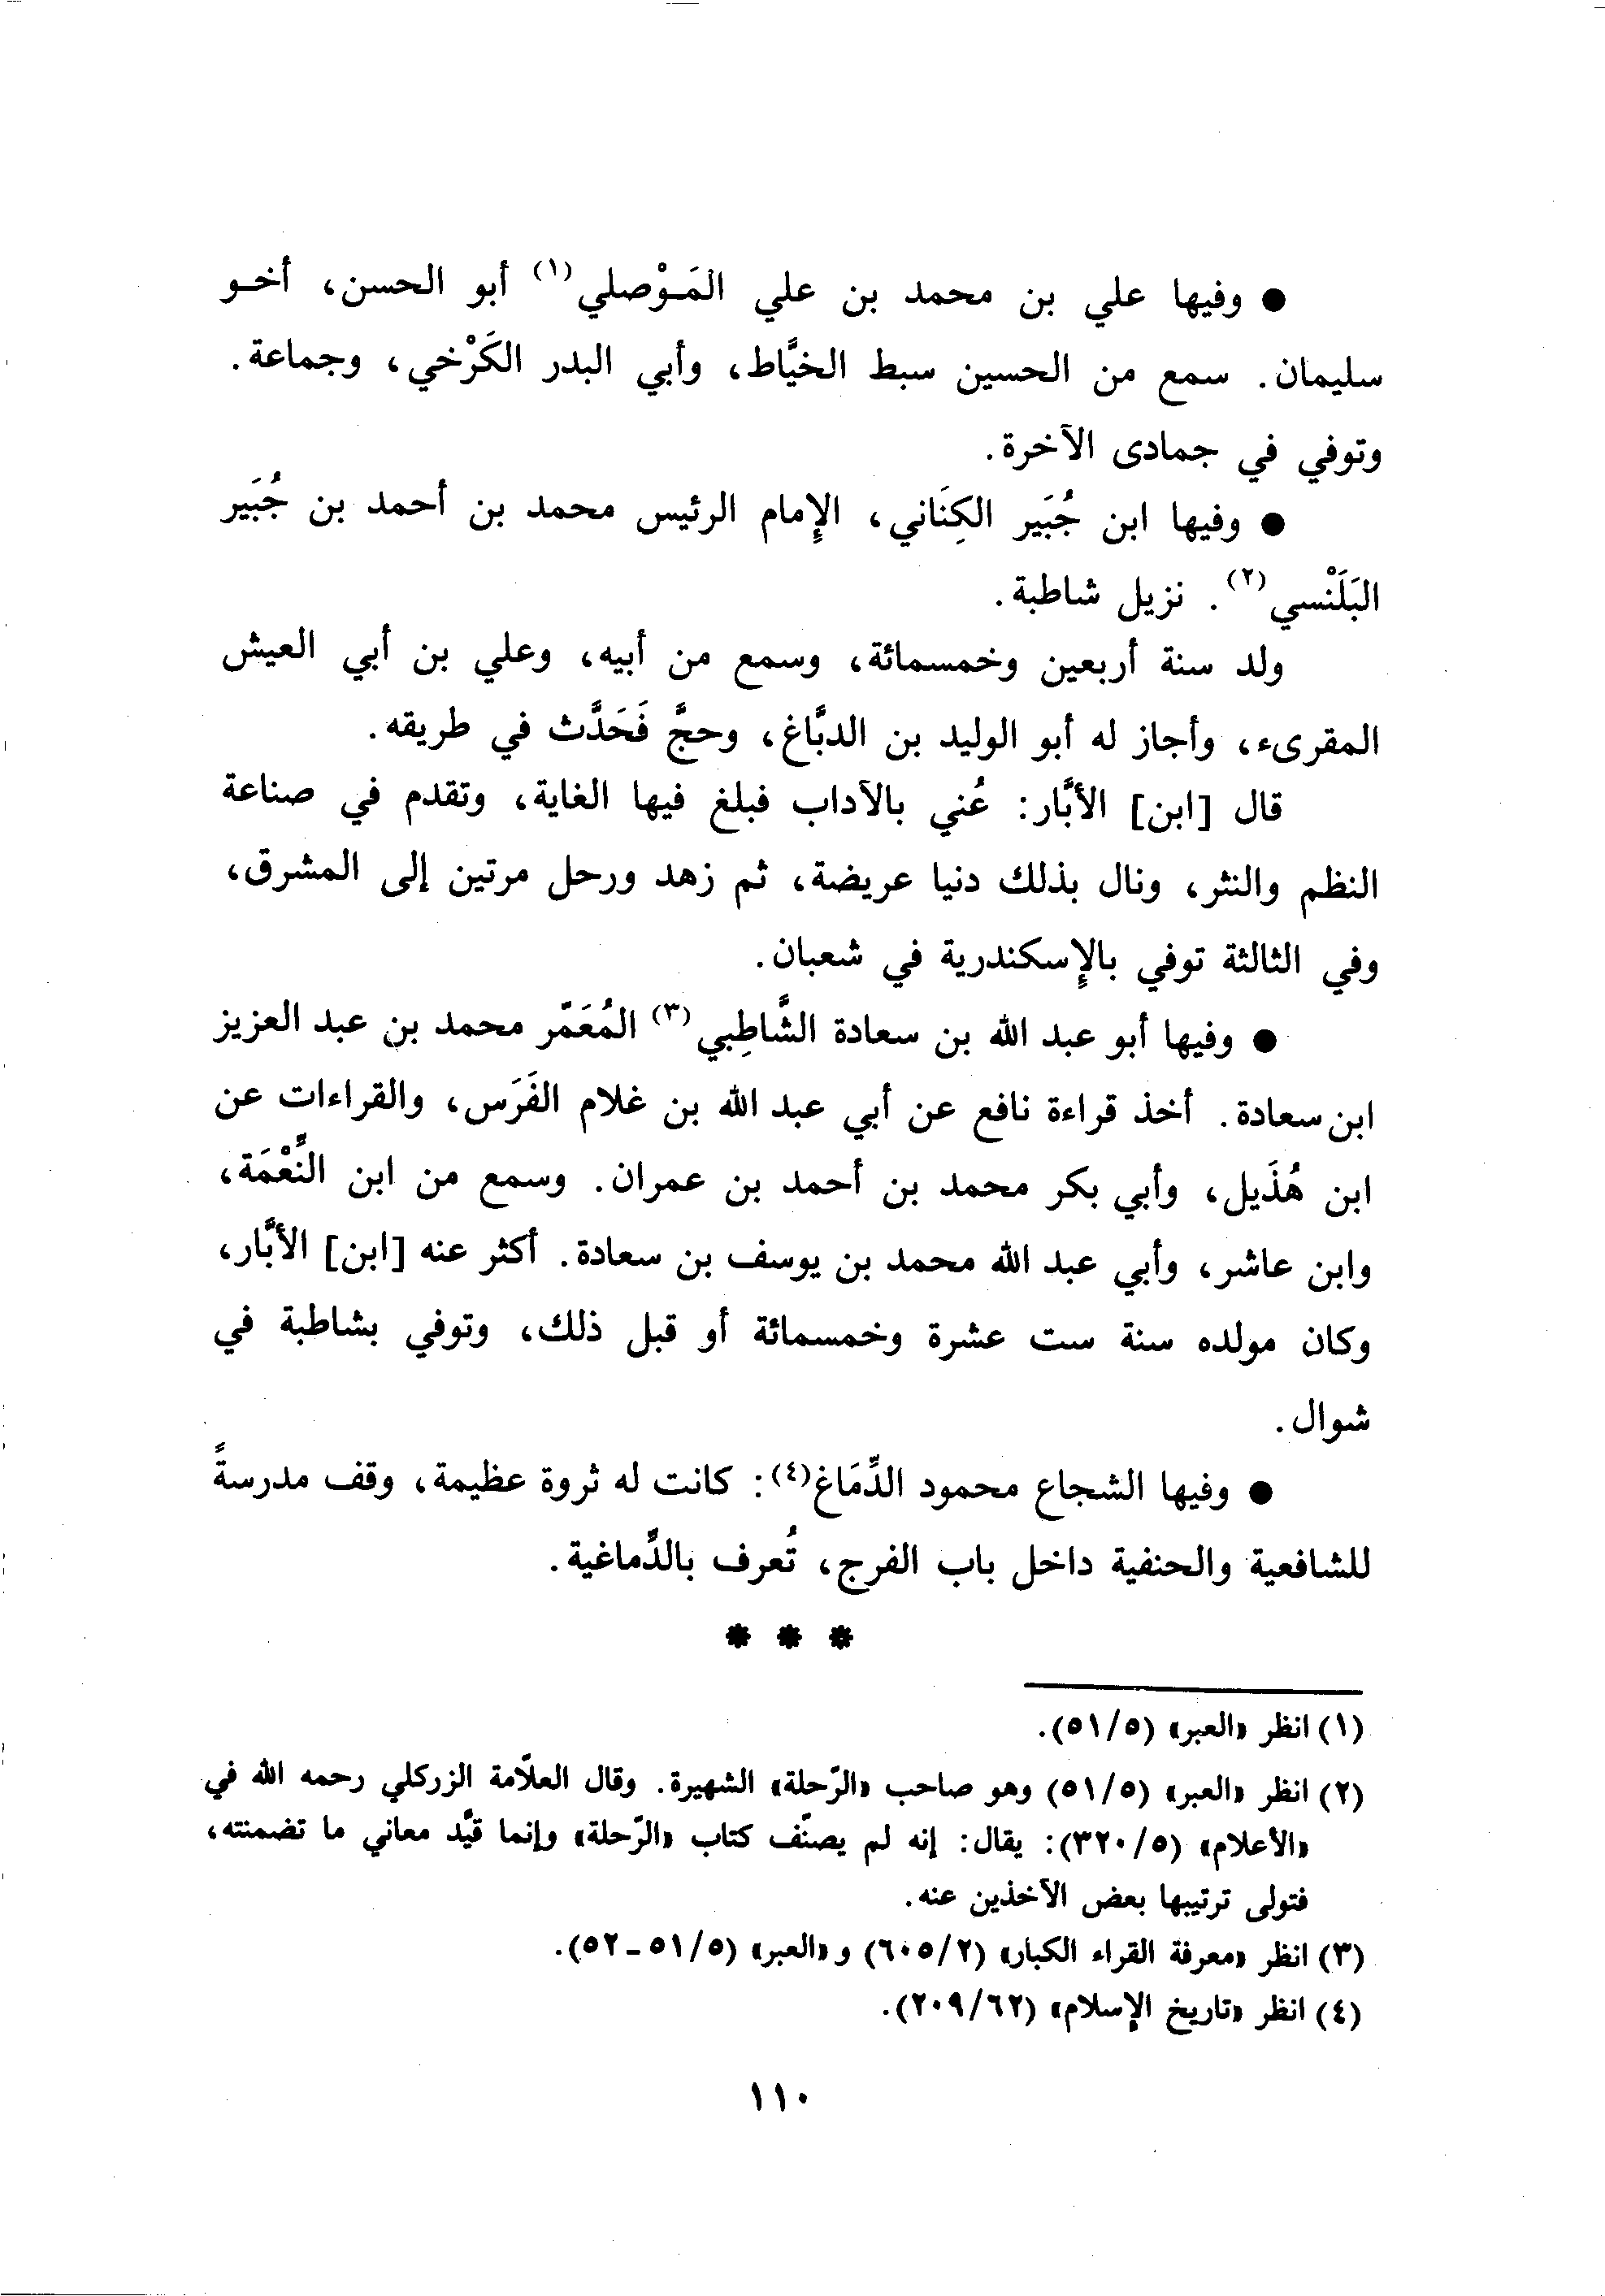 ● وفيها علي بن محمد بن علي المَوْصلي(١) أبو الحسن، أخو
سليمان. سمع من الحسين سبط الخيَّاط، وأبي البدر الكَرْخي، وجماعة.
وتوفي في جمادى الآخرة.
● وفيها ابن جُبَير الكِنَاني، الإِمام الرئيس محمد بن أحمد بن جُبَير
البَلَنْسي(٢). نزيل شاطبة.
ولد سنة أربعين وخمسمائة، وسمع من أبيه، وعلي بن أبي العيش
المقرىء، وأجاز له أبو الوليد بن الدبَّاغ، وحجَّ فَحَدَّث في طريقه.
قال [ابن] الأبَّار: عُني بالآداب فبلغ فيها الغاية، وتقدم في صناعة
النظم والنثر، ونال بذلك دنيا عريضة، ثم زهد ورحل مرتين إلى المشرق،
وفي الثالثة توفي بالإِسكندرية في شعبان.
● وفيها أبو عبد الله بن سعادة الشَّاطِبي(٣) المُعَمّر محمد بن عبد العزيز
ابن سعادة. أخذ قراءة نافع عن أبي عبد الله بن غلام الفَرَس، والقراءات عن
ابن هُذَيل، وأبي بكر محمد بن أحمد بن عمران. وسمع من ابن النِّعْمَة،
وابن عاشر، وأبي عبد الله محمد بن يوسف بن سعادة. أكثر عنه [ابن] الأبَّار،
وكان مولده سنة ست عشرة وخمسمائة أو قبل ذلك، وتوفي بشاطبة في
شوال.
● وفيها الشجاع محمود الدِّمَاغ(٤): كانت له ثروة عظيمة، وقف مدرسةً
للشافعية والحنفية داخل باب الفرج، تُعرف بالدِّماغية.
* * *
(١) انظر «العبر» (٥١/٥).
(٢) انظر «العبر» (٥١/٥) وهو صاحب «الرّحلة» الشهيرة. وقال العلاّمة الزركلي رحمه الله في
«الأعلام» (٣٢٠/٥): يقال: إنه لم يصنّف كتاب «الرّحلة» وإنما قيَّد معاني ما تضمنته،
فتولى ترتيبها بعض الآخذين عنه.
(٣) انظر «معرفة القراء الكبار» (٦٠٥/٢) و«العبر» (٥١/٥ - ٥٢).
(٤) انظر «تاريخ الإسلام» (٢٠٩/٦٢).
١١٠